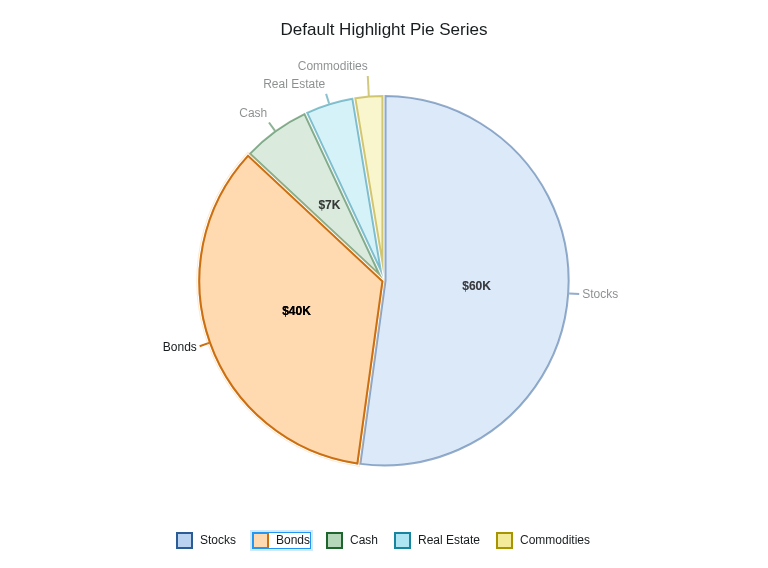 Default Highlight Pie Series
Commodities
Real Estate
Cash
$7K
$60K
Stocks
$40K
Bonds
Stocks
Bonds
Cash
Real Estate
Commodities